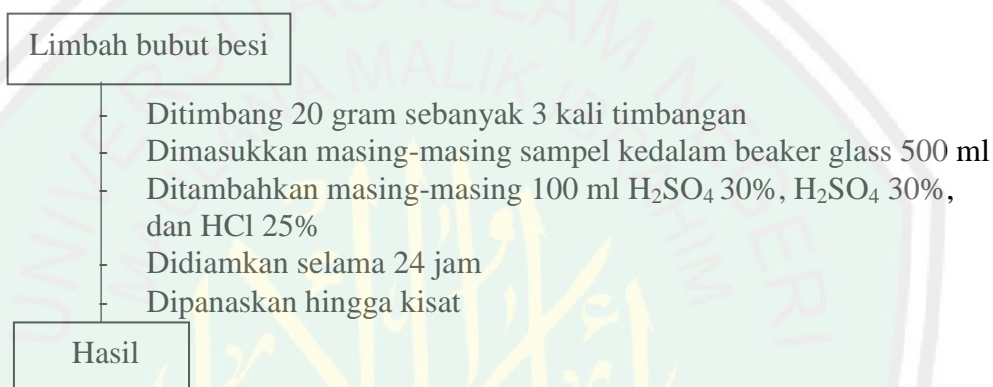 Limbah bubut besi
- Ditimbang 20 gram sebanyak 3 kali timbangan
- Dimasukkan masing-masing sampel kedalam beaker glass 500 ml
- Ditambahkan masing-masing 100 ml H₂SO₄ 30%, H₂SO₄ 30%,
dan HCl 25%
- Didiamkan selama 24 jam
- Dipanaskan hingga kisat
Hasil